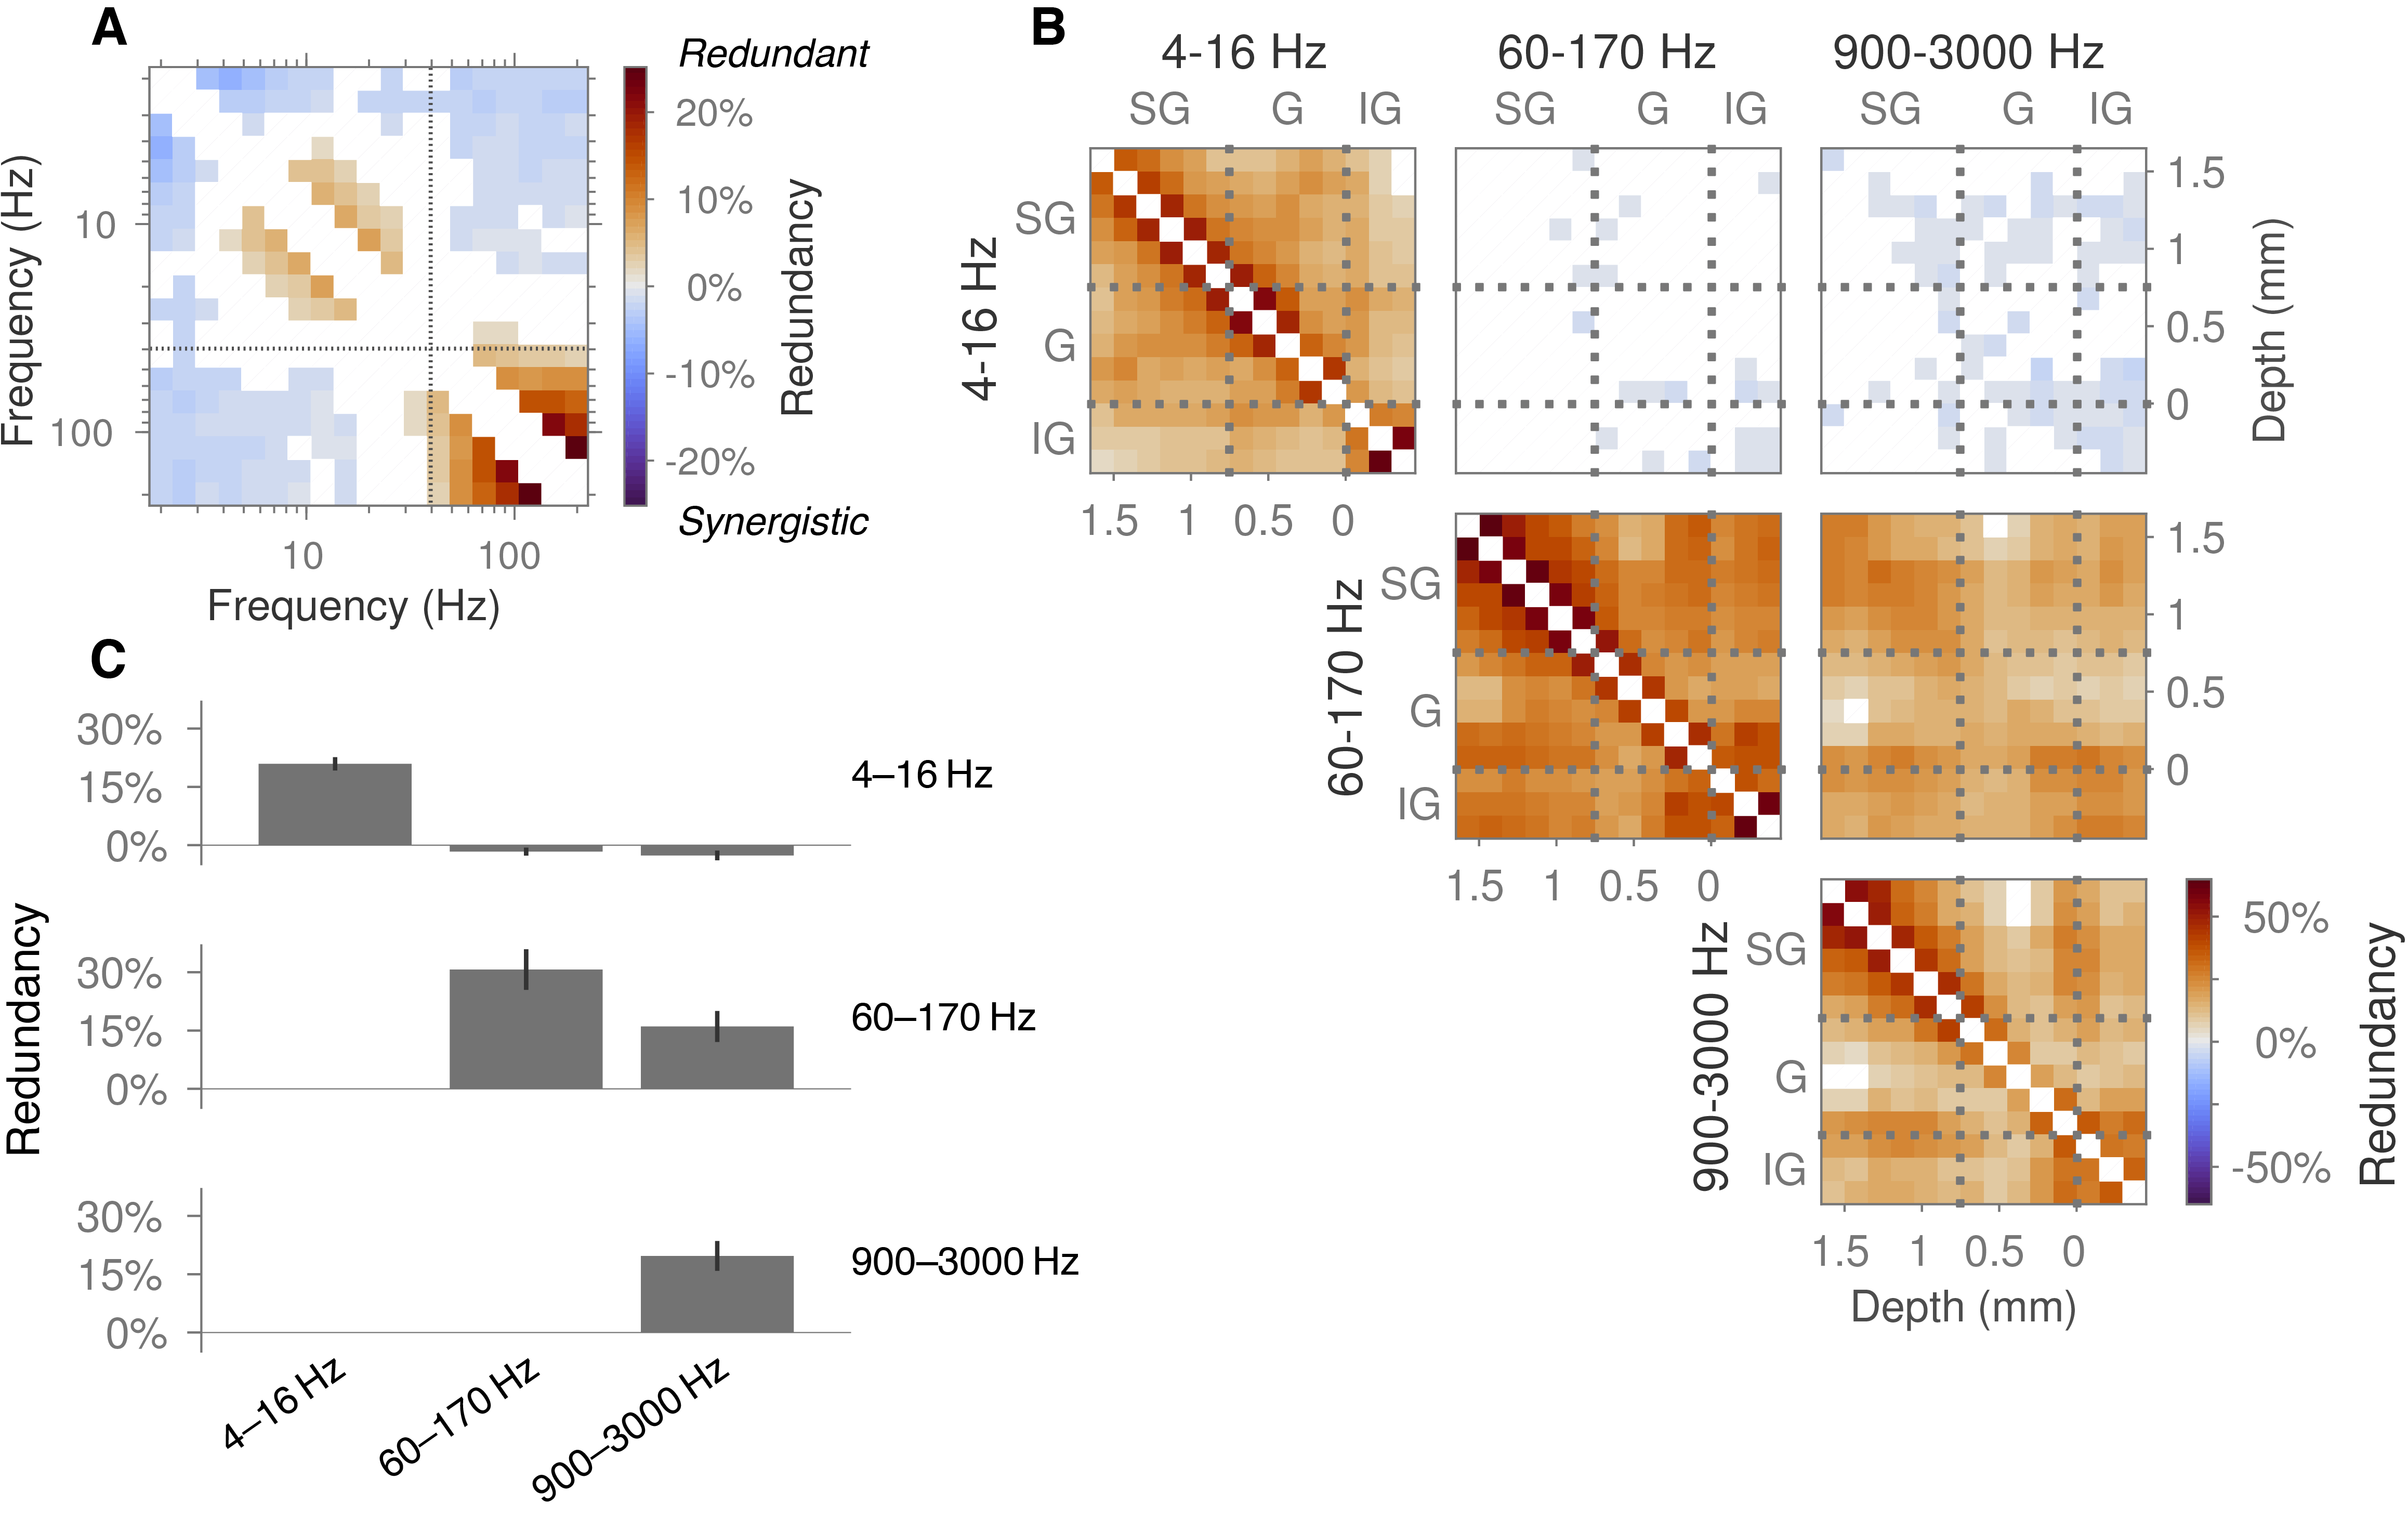 A
Redundant
20%
10%
0%
-10%
-20%
Redundancy
Synergistic
Frequency (Hz)
10
100
10
100
Frequency (Hz)
B
4-16 Hz
60-170 Hz
900-3000 Hz
SG
G
IG
SG
G
IG
SG
G
IG
4-16 Hz
SG
G
IG
1.5
1
0.5
0
Depth (mm)
1.5
1
0.5
0
60-170 Hz
SG
G
IG
1.5
1
0.5
0
1.5
1
0.5
0
900-3000 Hz
SG
G
IG
1.5
1
0.5
0
Depth (mm)
50%
0%
-50%
Redundancy
C
Redundancy
30%
15%
0%
4–16 Hz
30%
15%
0%
60–170 Hz
30%
15%
0%
900–3000 Hz
4–16 Hz
60–170 Hz
900–3000 Hz